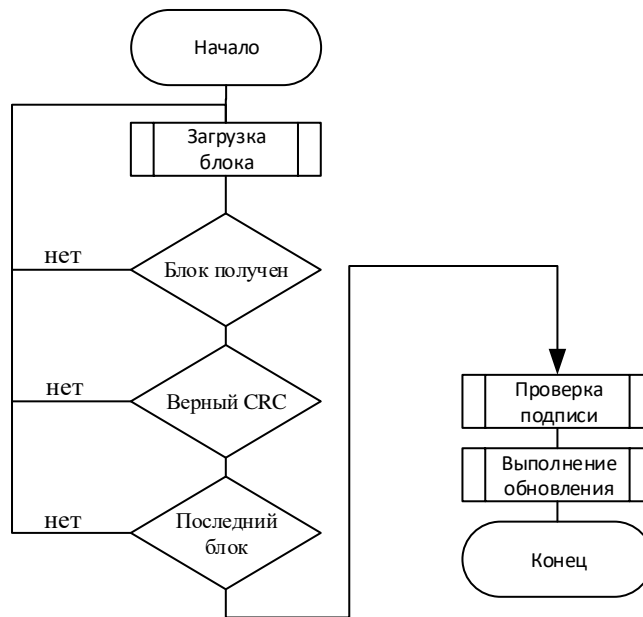 Начало
Загрузка
блока
нет
Блок получен
нет
Верный CRC
нет
Последний
блок
Проверка
подписи
Выполнение
обновления
Конец